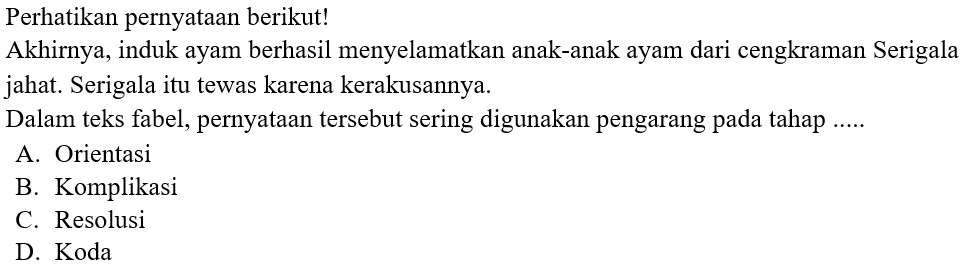 Perhatikan pernyataan berikut!
Akhirnya, induk ayam berhasil menyelamatkan anak-anak ayam dari cengkraman Serigala
jahat. Serigala itu tewas karena kerakusannya.
Dalam teks fabel, pernyataan tersebut sering digunakan pengarang pada tahap .....
A. Orientasi
B. Komplikasi
C. Resolusi
D. Koda